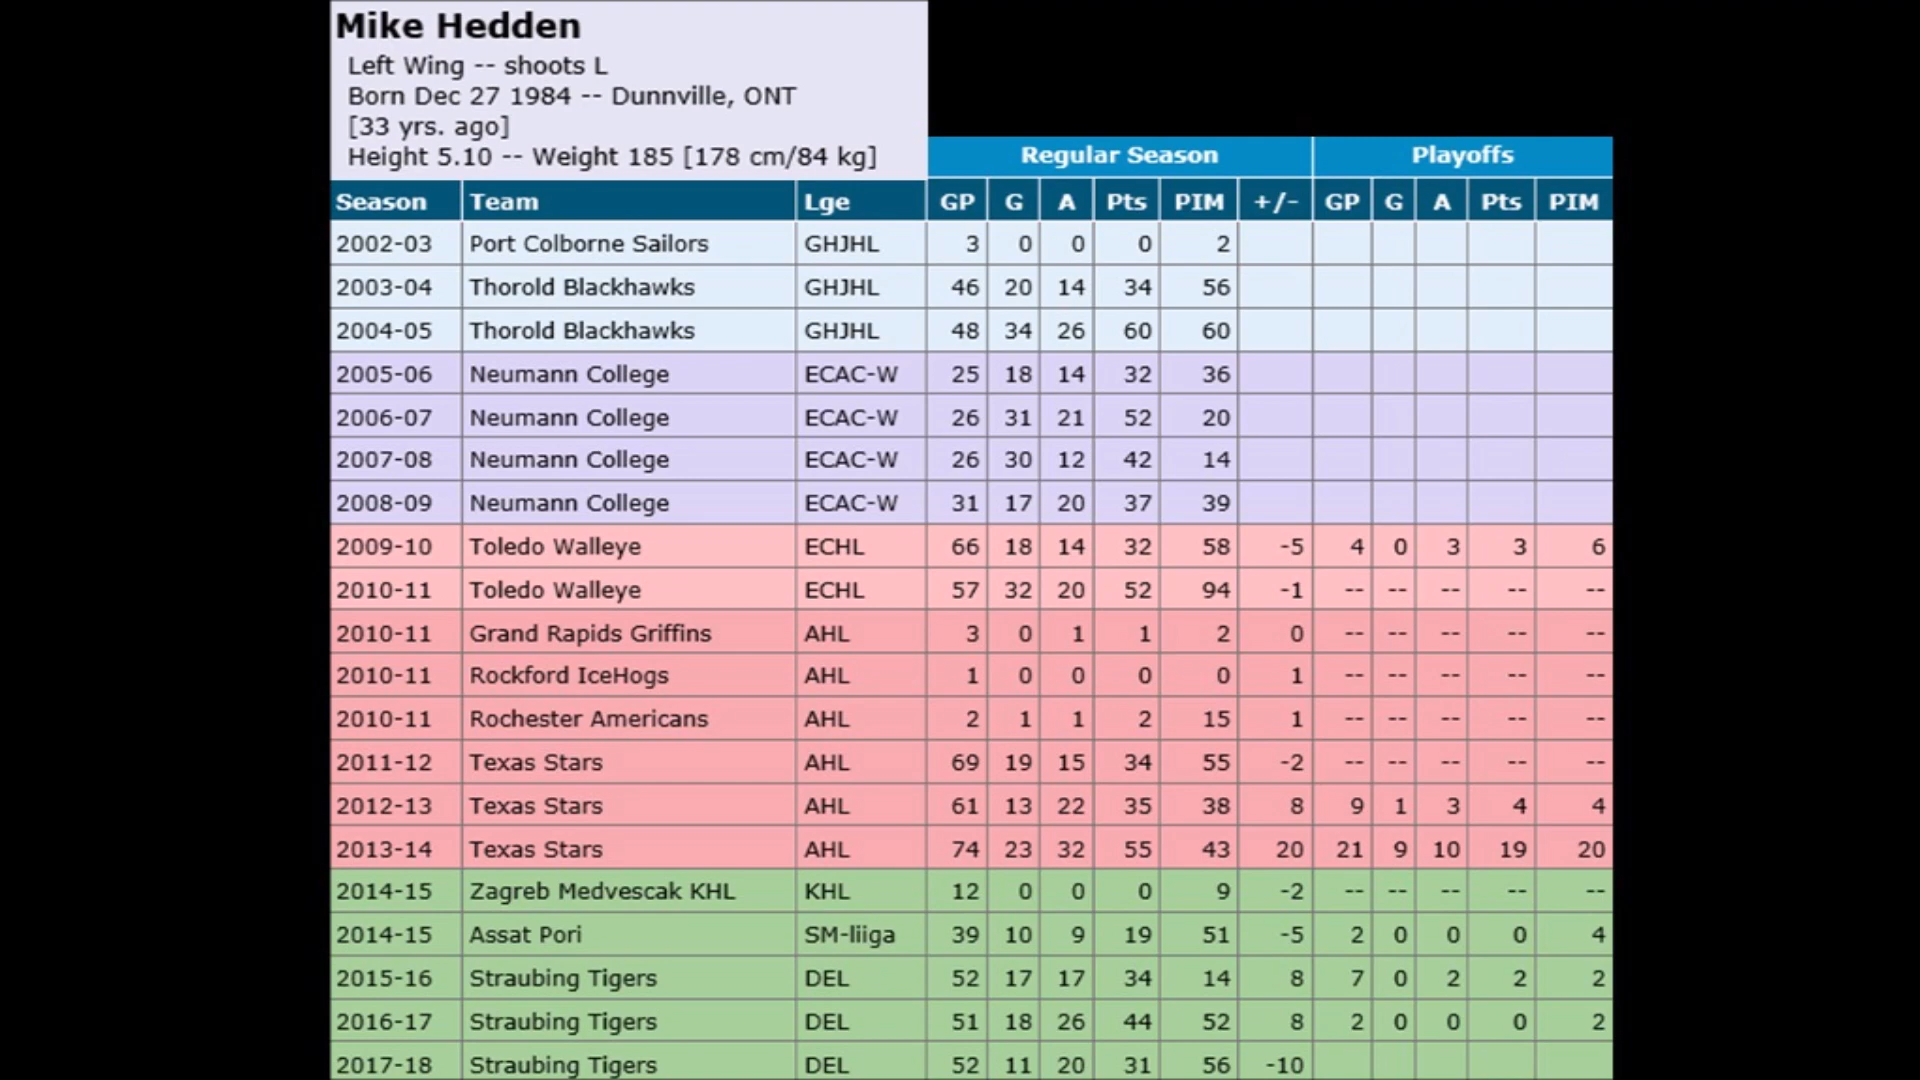 Mike Hedden
Left Wing -- shoots L
Born Dec 27 1984 -- Dunnville, ONT
[33 yrs. ago]
Height 5.10 -- Weight 185 [178 cm/84 kg]
Regular Season Playoffs
Season Team Lge GP G A Pts PIM +/- GP G A Pts PIM
2002-03 Port Colborne Sailors GHJHL 3 0 0 0 2
2003-04 Thorold Blackhawks GHJHL 46 20 14 34 56
2004-05 Thorold Blackhawks GHJHL 48 34 26 60 60
2005-06 Neumann College ECAC-W 25 18 14 32 36
2006-07 Neumann College ECAC-W 26 31 21 52 20
2007-08 Neumann College ECAC-W 26 30 12 42 14
2008-09 Neumann College ECAC-W 31 17 20 37 39
2009-10 Toledo Walleye ECHL 66 18 14 32 58 -5 4 0 3 3 6
2010-11 Toledo Walleye ECHL 57 32 20 52 94 -1 -- -- -- -- --
2010-11 Grand Rapids Griffins AHL 3 0 1 1 2 0 -- -- -- -- --
2010-11 Rockford IceHogs AHL 1 0 0 0 0 1 -- -- -- -- --
2010-11 Rochester Americans AHL 2 1 1 2 15 1 -- -- -- -- --
2011-12 Texas Stars AHL 69 19 15 34 55 -2 -- -- -- -- --
2012-13 Texas Stars AHL 61 13 22 35 38 8 9 1 3 4 4
2013-14 Texas Stars AHL 74 23 32 55 43 20 21 9 10 19 20
2014-15 Zagreb Medvescak KHL KHL 12 0 0 0 9 -2 -- -- -- -- --
2014-15 Assat Pori SM-liiga 39 10 9 19 51 -5 2 0 0 0 4
2015-16 Straubing Tigers DEL 52 17 17 34 14 8 7 0 2 2 2
2016-17 Straubing Tigers DEL 51 18 26 44 52 8 2 0 0 0 2
2017-18 Straubing Tigers DEL 52 11 20 31 56 -10